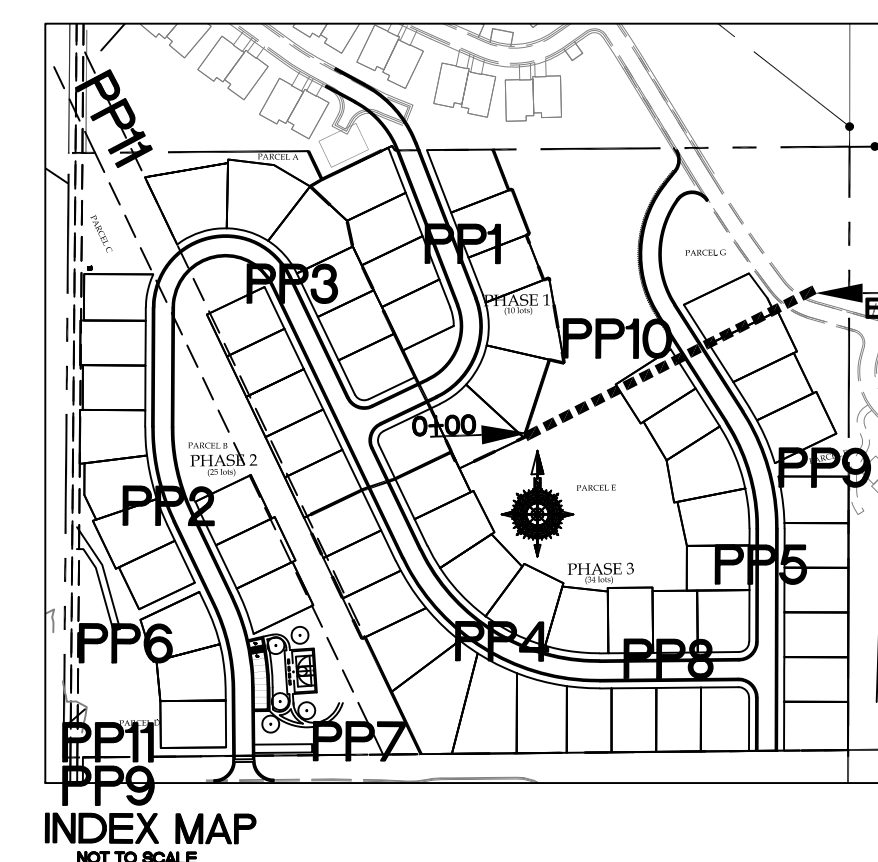 PP11
PARCEL A
PARCEL C
PP1
PARCEL G
PP3
PHASE 1
(10 lots)
PP10
0+00
PARCEL B
PHASE 2
(25 lots)
PP9
PARCEL E
PP2
PHASE 3
(34 lots)
PP5
PP6
PP4
PP8
PARCEL D
PP11
PP7
PP9
INDEX MAP
NOT TO SCALE